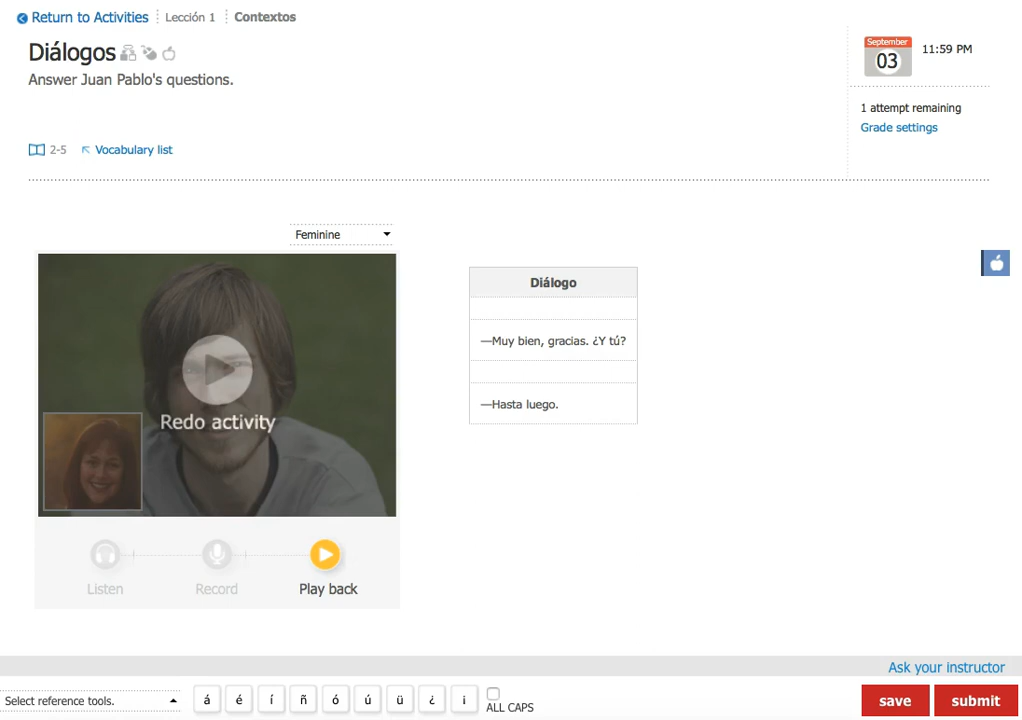 Return to Activities Lección 1 Contextos
Diálogos
Answer Juan Pablo's questions.
September
03
11:59 PM
1 attempt remaining
Grade settings
2-5 Vocabulary list
Feminine
Redo activity
Listen Record Play back
Diálogo
—Muy bien, gracias. ¿Y tú?
—Hasta luego.
Ask your instructor
Select reference tools.
á é í ñ ó ú ü ¿ ¡
ALL CAPS
save submit